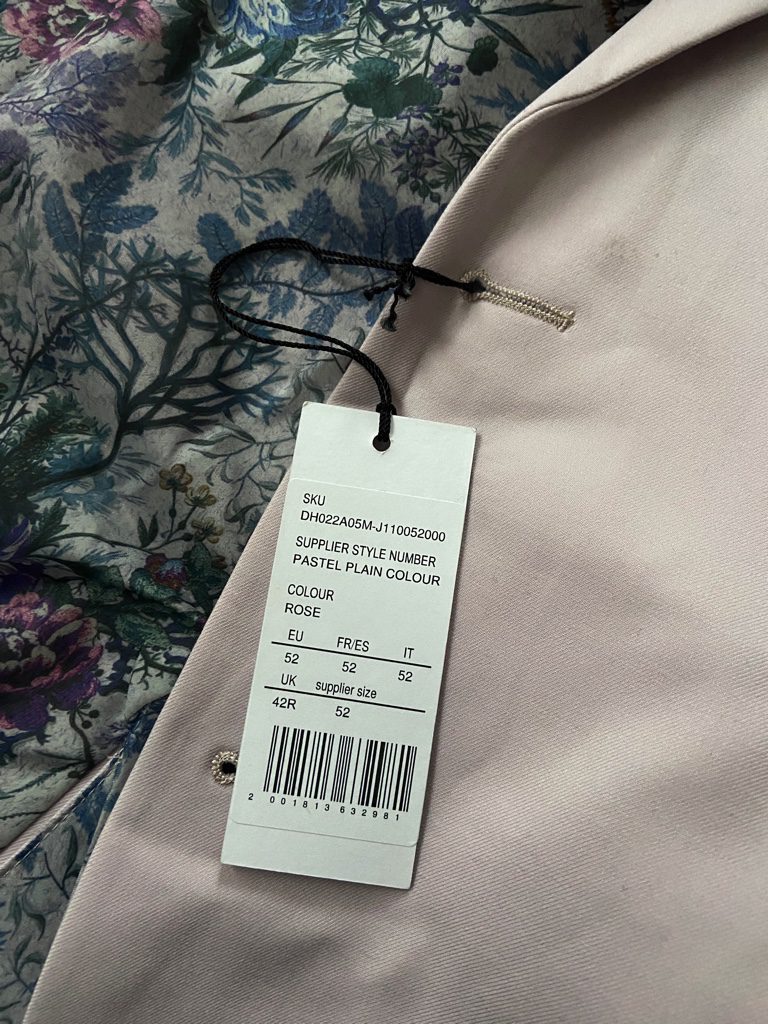 SKU
DH022A05M-J110052000
SUPPLIER STYLE NUMBER
PASTEL PLAIN COLOUR
COLOUR
ROSE
EU FR/ES IT
52 52 52
UK supplier size
42R 52
2 001813 632981